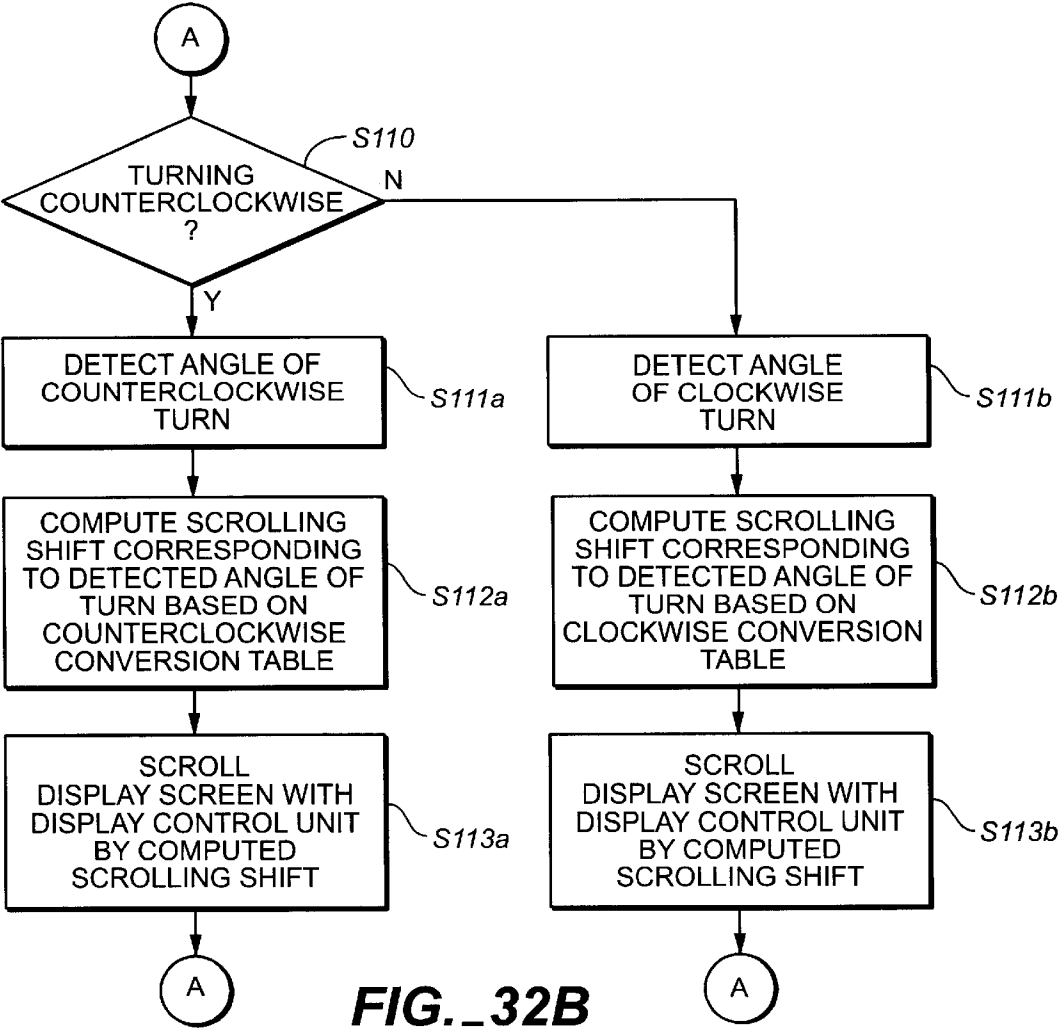 A
S110
TURNING
COUNTERCLOCKWISE
?
N
Y
DETECT ANGLE OF
COUNTERCLOCKWISE
TURN
S111a
DETECT ANGLE
OF CLOCKWISE
TURN
S111b
COMPUTE SCROLLING
SHIFT CORRESPONDING
TO DETECTED ANGLE OF
TURN BASED ON
COUNTERCLOCKWISE
CONVERSION TABLE
S112a
COMPUTE SCROLLING
SHIFT CORRESPONDING
TO DETECTED ANGLE OF
TURN BASED ON
CLOCKWISE CONVERSION
TABLE
S112b
SCROLL
DISPLAY SCREEN WITH
DISPLAY CONTROL UNIT
BY COMPUTED
SCROLLING SHIFT
S113a
SCROLL
DISPLAY SCREEN WITH
DISPLAY CONTROL UNIT
BY COMPUTED
SCROLLING SHIFT
S113b
A
A
FIG._32B